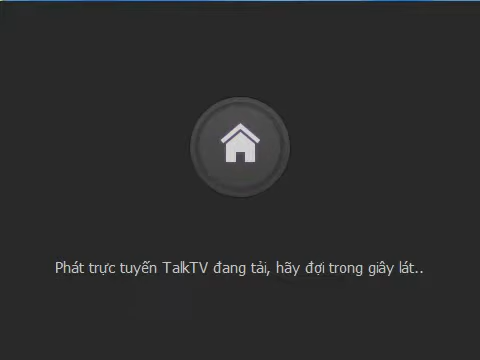 Phát trực tuyến TalkTV đang tải, hãy đợi trong giây lát..